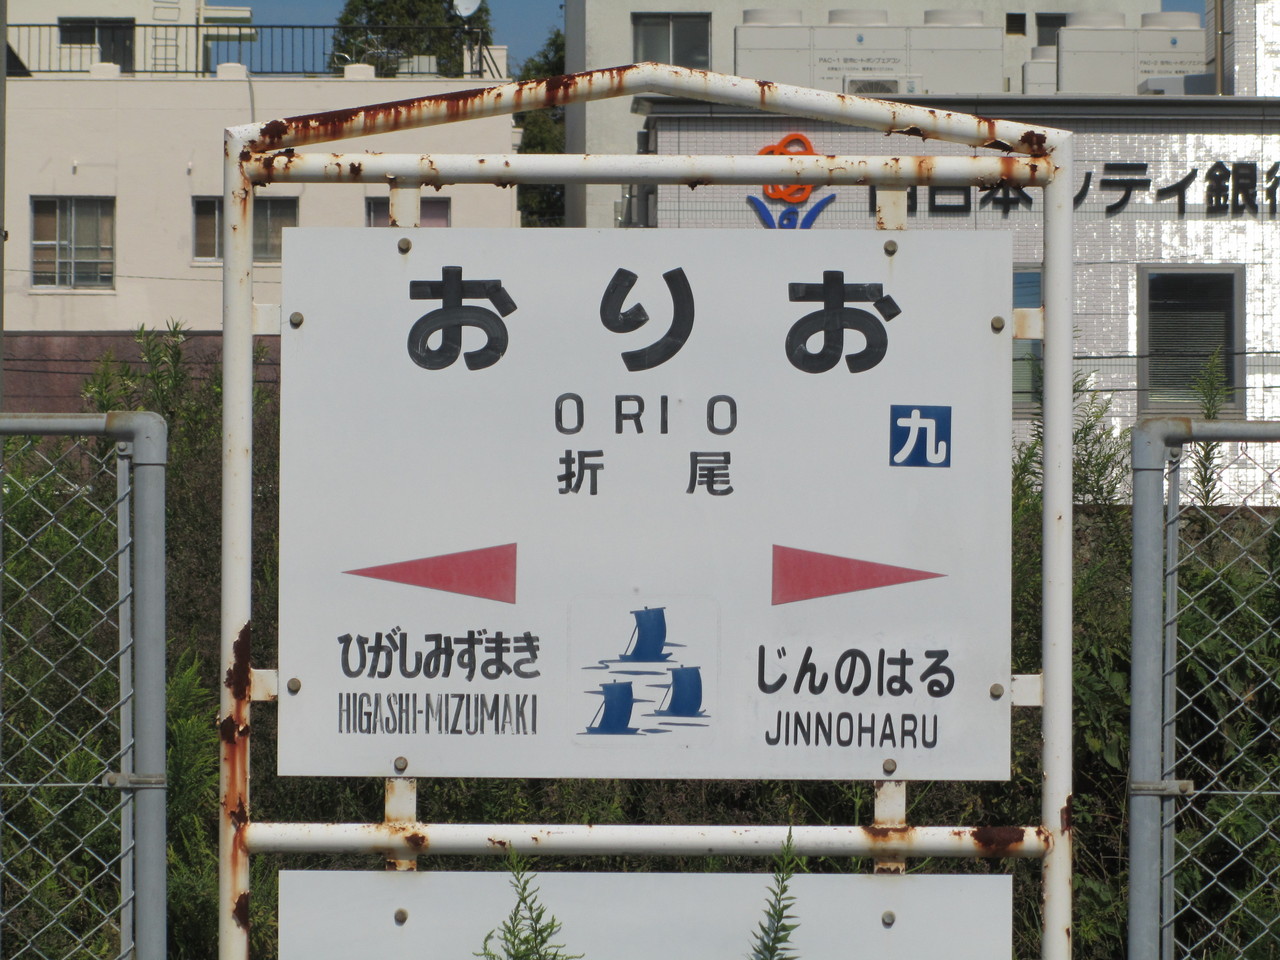 西日本シティ銀行
おりお
ORIO
折尾
九
ひがしみずまき
HIGASHI-MIZUMAKI
じんのはる
JINNOHARU